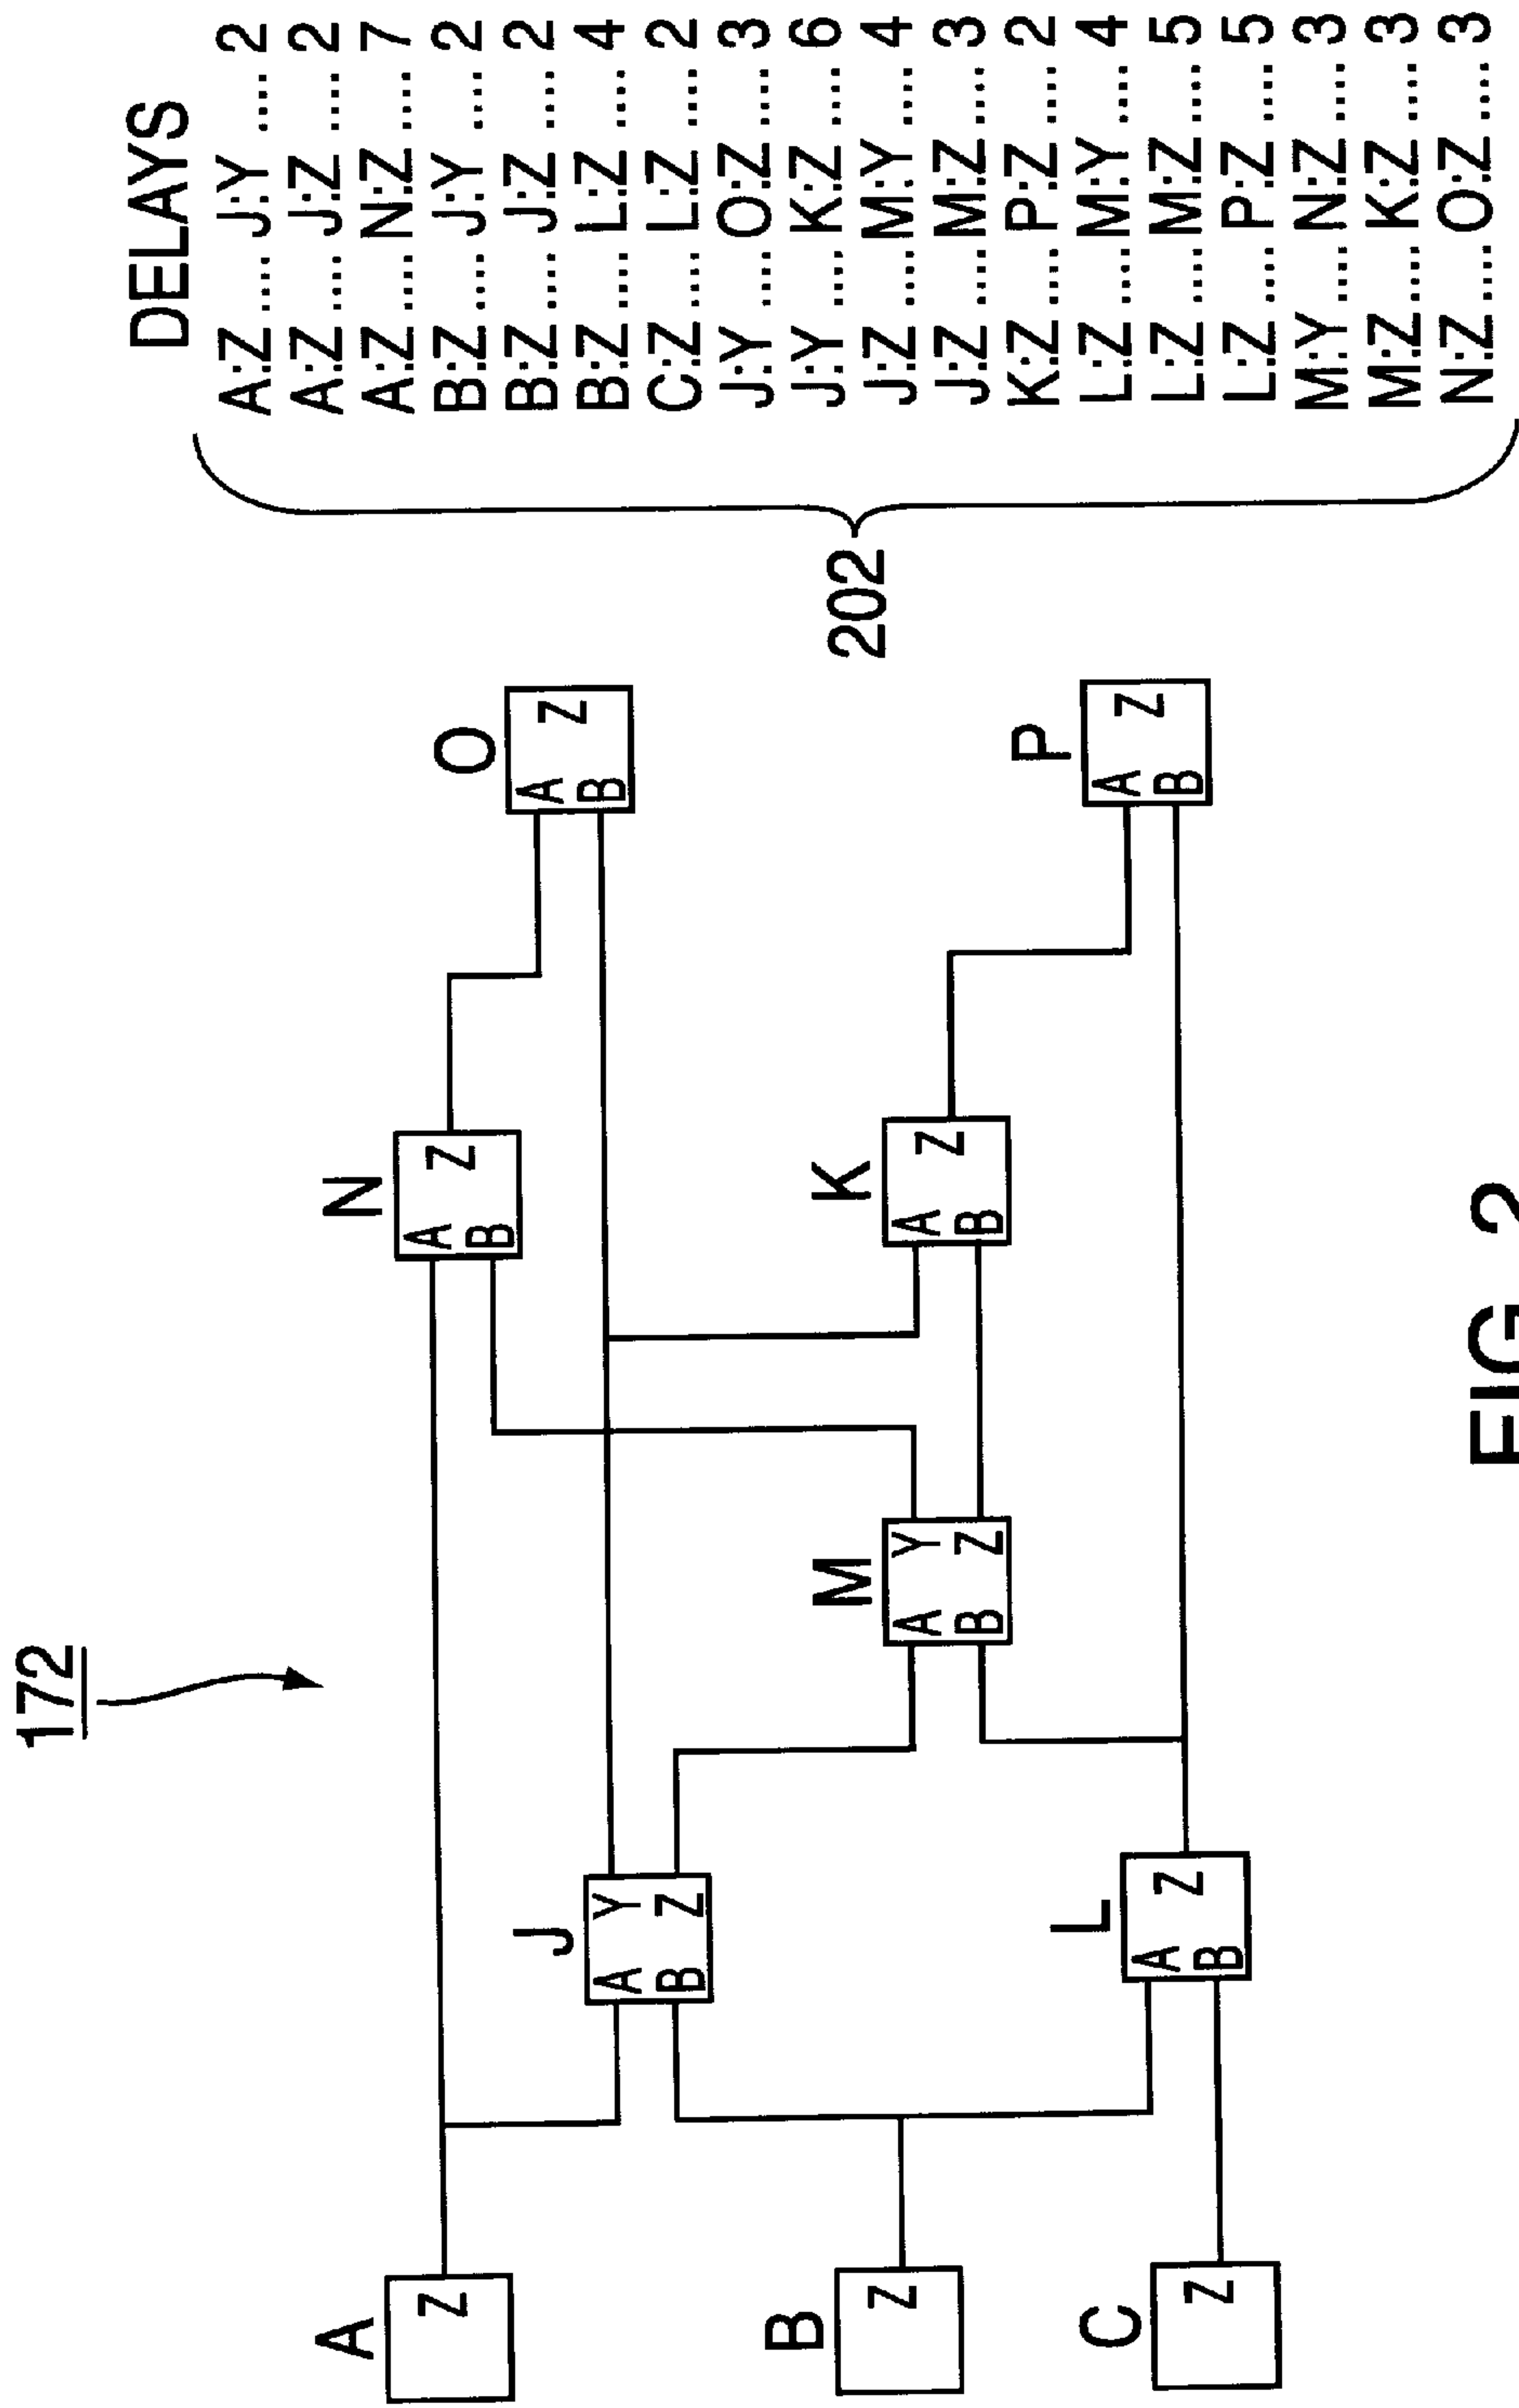 172
A
Z
B
Z
C
Z
J
A Y
B Z
L
A Z
B
M
A Y
B Z
N
A Z
B
K
A Z
B
O
A Z
B
P
A Z
B
202
DELAYS
A:Z ..... J:Y ..... 2
A:Z ..... J:Z ..... 2
A:Z ..... N:Z ..... 7
B:Z ..... J:Y ..... 2
B:Z ..... J:Z ..... 2
B:Z ..... L:Z ..... 4
C:Z ..... L:Z ..... 2
J:Y ..... O:Z ..... 3
J:Y ..... K:Z ..... 6
J:Z ..... M:Y ..... 4
J:Z ..... M:Z ..... 3
K:Z ..... P:Z ..... 2
L:Z ..... M:Y ..... 4
L:Z ..... M:Z ..... 5
L:Z ..... P:Z ..... 5
M:Y ..... N:Z ..... 3
M:Z ..... K:Z ..... 3
N:Z ..... O:Z ..... 3
FIG. 2